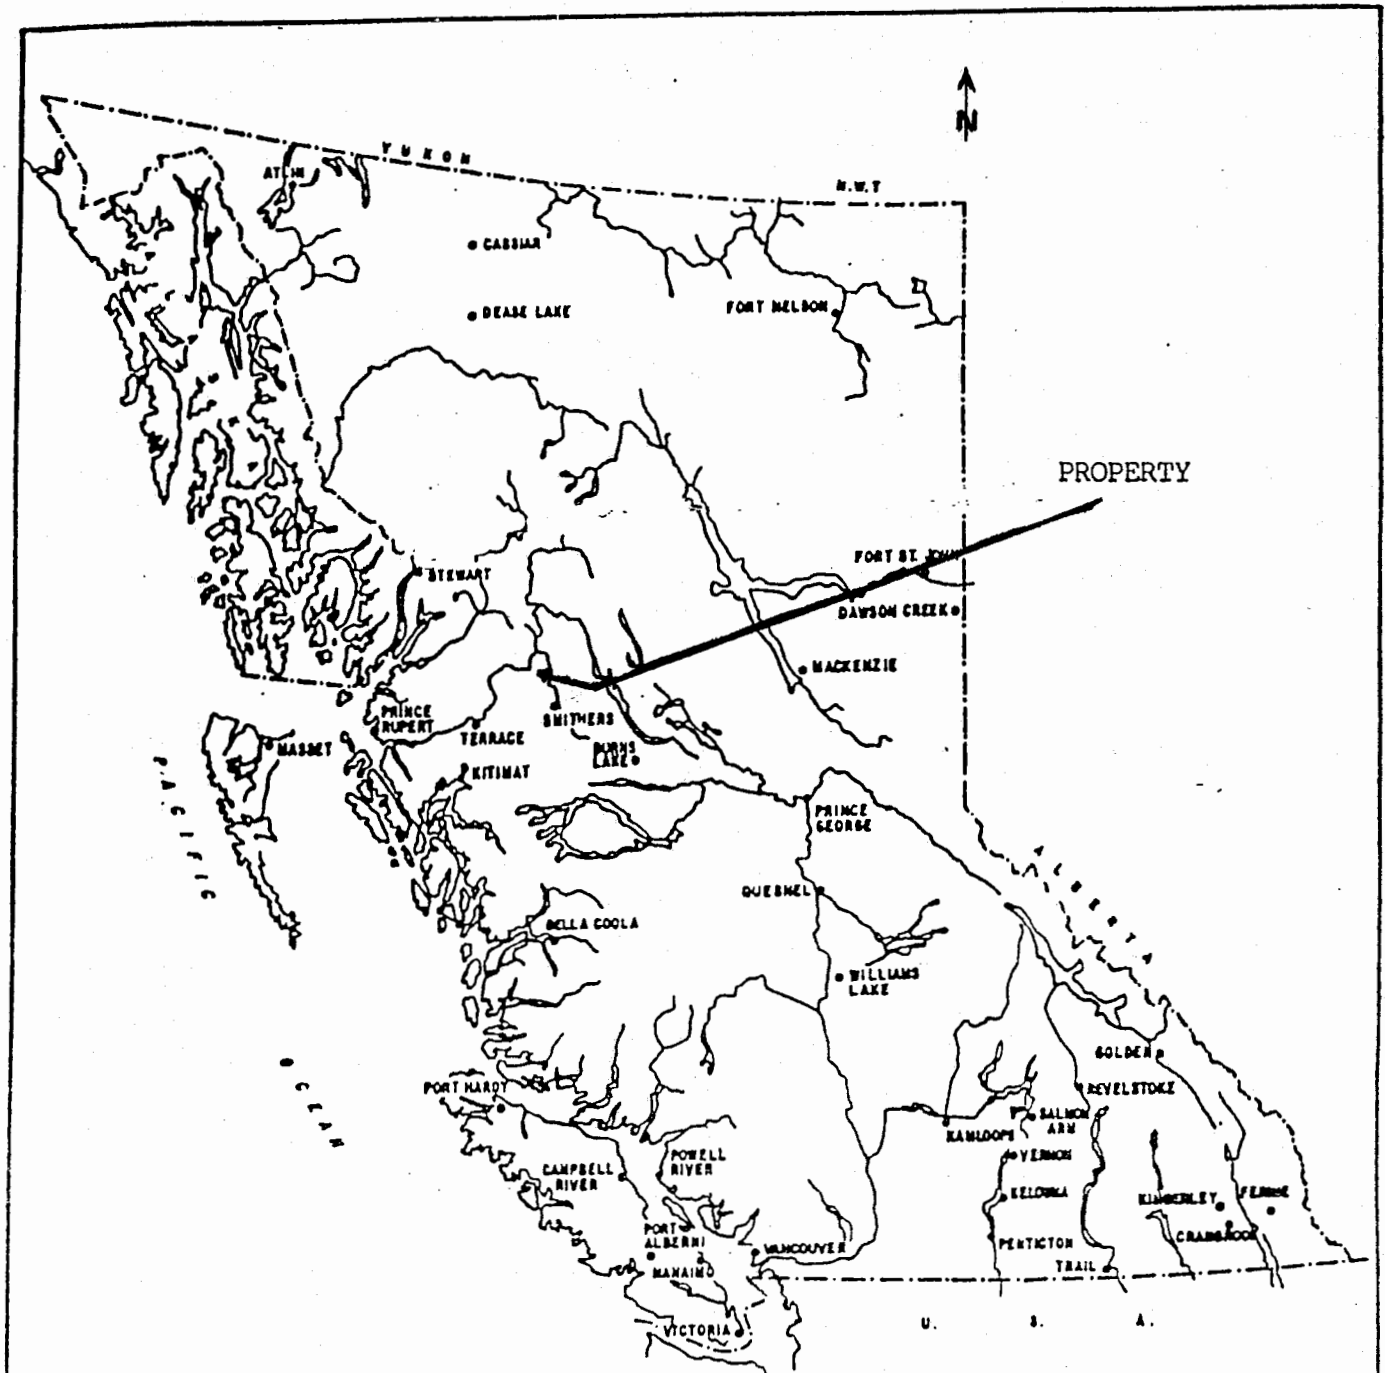 N
YUKON
N.W.T
ATLIN
CASSIAR
DEASE LAKE
FORT NELSON
PROPERTY
FORT ST. JOHN
STEWART
DAWSON CREEK
MACKENZIE
PRINCE
RUPERT
SMITHERS
TERRACE
MASSET
BURNS
LAKE
KITIMAT
PACIFIC
PRINCE
GEORGE
ALBERTA
QUESNEL
BELLA COOLA
WILLIAMS
LAKE
OCEAN
GOLDEN
PORT HARDY
REVELSTOKE
SALMON
ARM
KAMLOOPS
POWELL
RIVER
VERNON
CAMPBELL
RIVER
KELOWNA
KIMBERLEY
FERNIE
PORT
ALBERNI
PENTICTON
CRANBROOK
VANCOUVER
NANAIMO
TRAIL
U. S. A.
VICTORIA